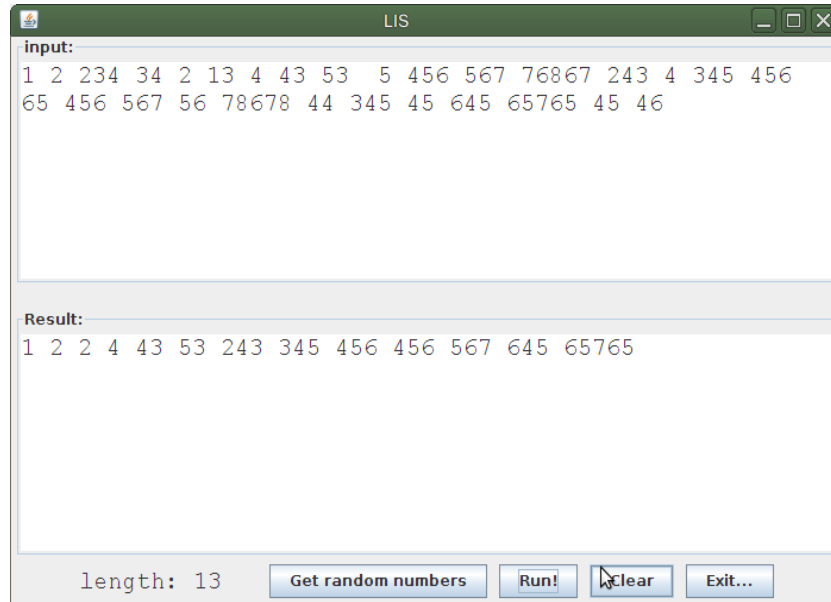 LIS
input:
1 2 234 34 2 13 4 43 53  5 456 567 76867 243 4 345 456
65 456 567 56 78678 44 345 45 645 65765 45 46
Result:
1 2 2 4 43 53 243 345 456 456 567 645 65765
length: 13 Get random numbers Run! Clear Exit...